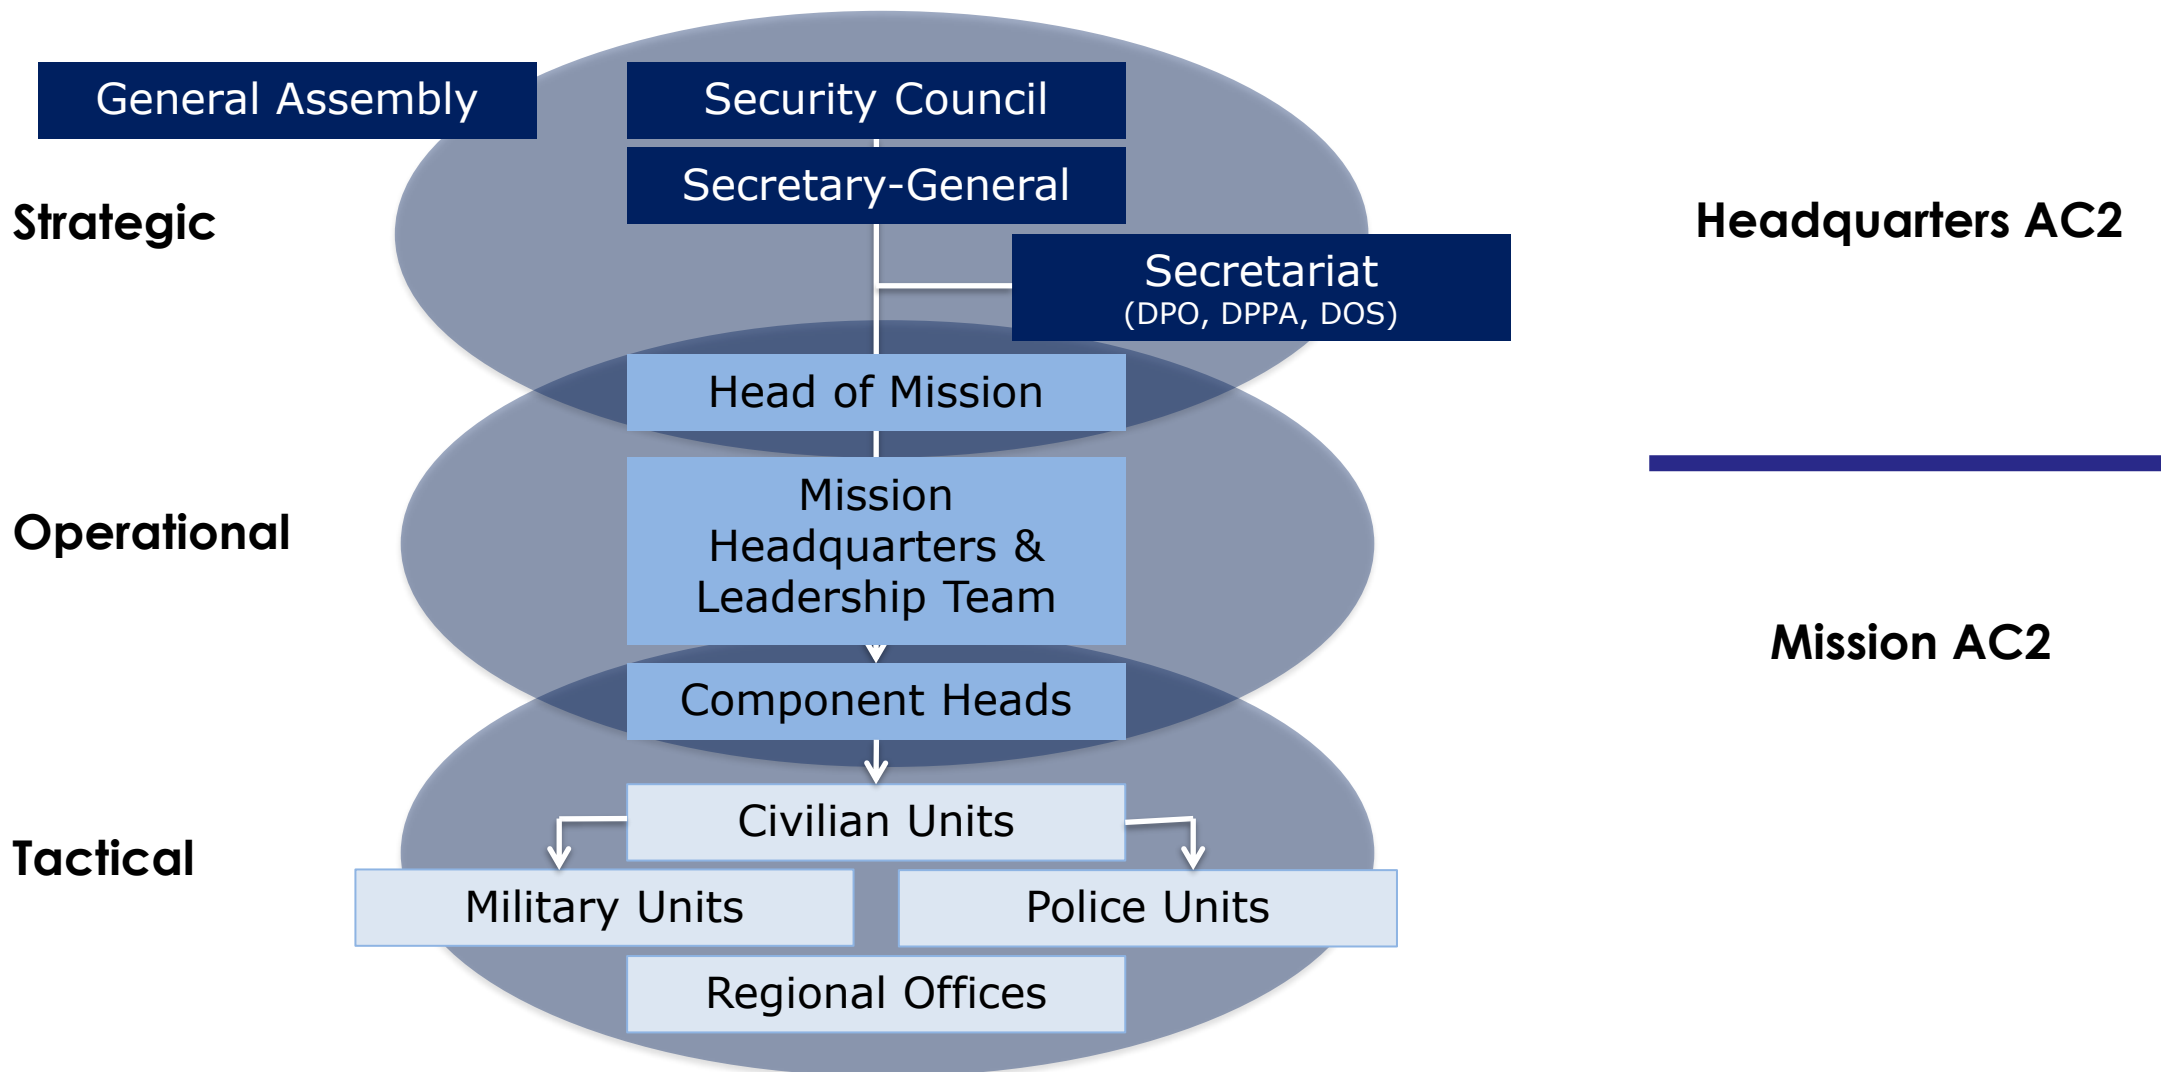 General Assembly
Security Council
Secretary-General
Strategic
Headquarters AC2
Secretariat
(DPO, DPPA, DOS)
Head of Mission
Mission
Headquarters &
Leadership Team
Operational
Mission AC2
Component Heads
Civilian Units
Tactical
Military Units
Police Units
Regional Offices